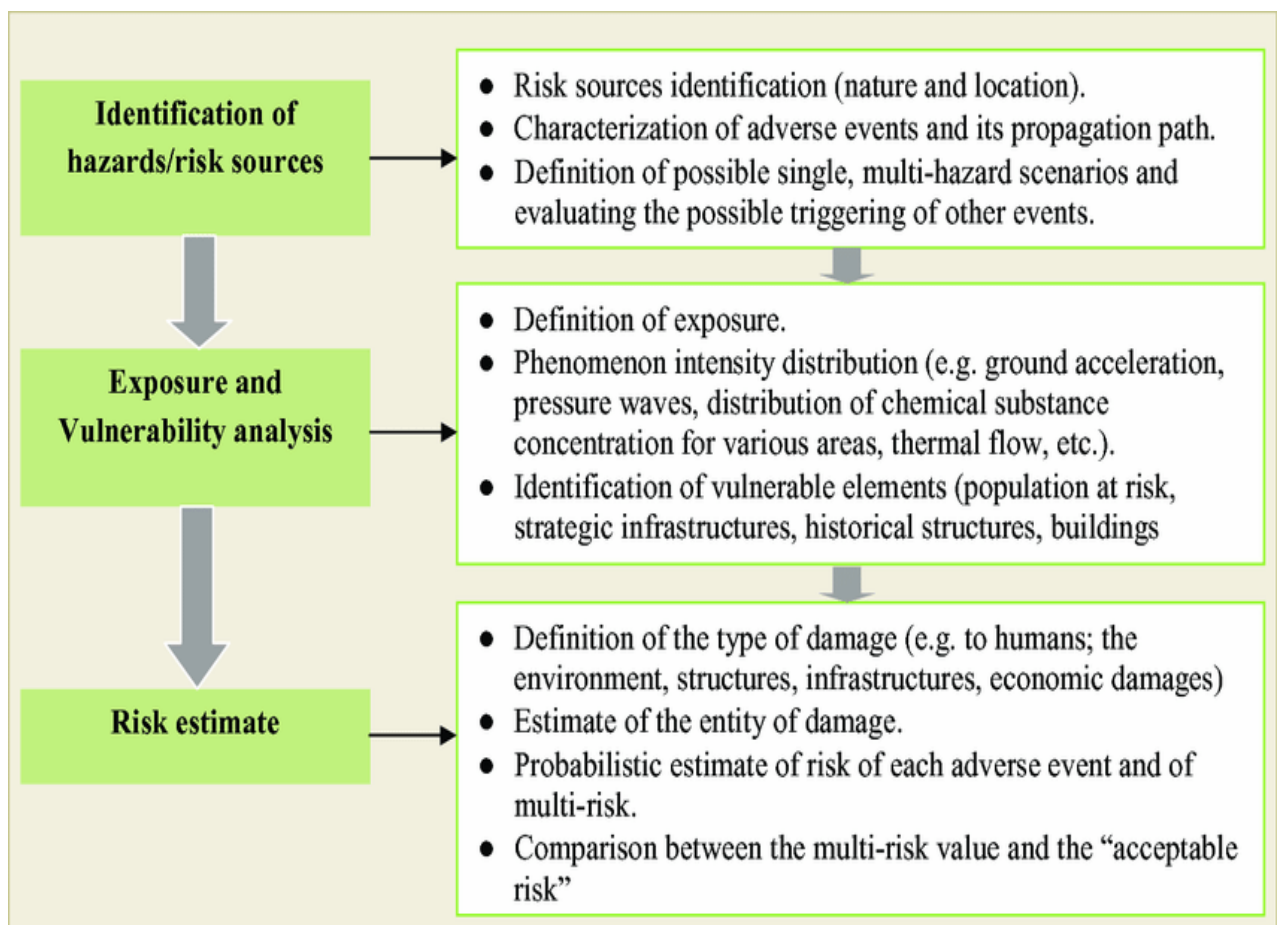 Identification of
hazards/risk sources
● Risk sources identification (nature and location).
● Characterization of adverse events and its propagation path.
● Definition of possible single, multi-hazard scenarios and
evaluating the possible triggering of other events.
Exposure and
Vulnerability analysis
● Definition of exposure.
● Phenomenon intensity distribution (e.g. ground acceleration,
pressure waves, distribution of chemical substance
concentration for various areas, thermal flow, etc.).
● Identification of vulnerable elements (population at risk,
strategic infrastructures, historical structures, buildings
Risk estimate
● Definition of the type of damage (e.g. to humans; the
environment, structures, infrastructures, economic damages)
● Estimate of the entity of damage.
● Probabilistic estimate of risk of each adverse event and of
multi-risk.
● Comparison between the multi-risk value and the “acceptable
risk”